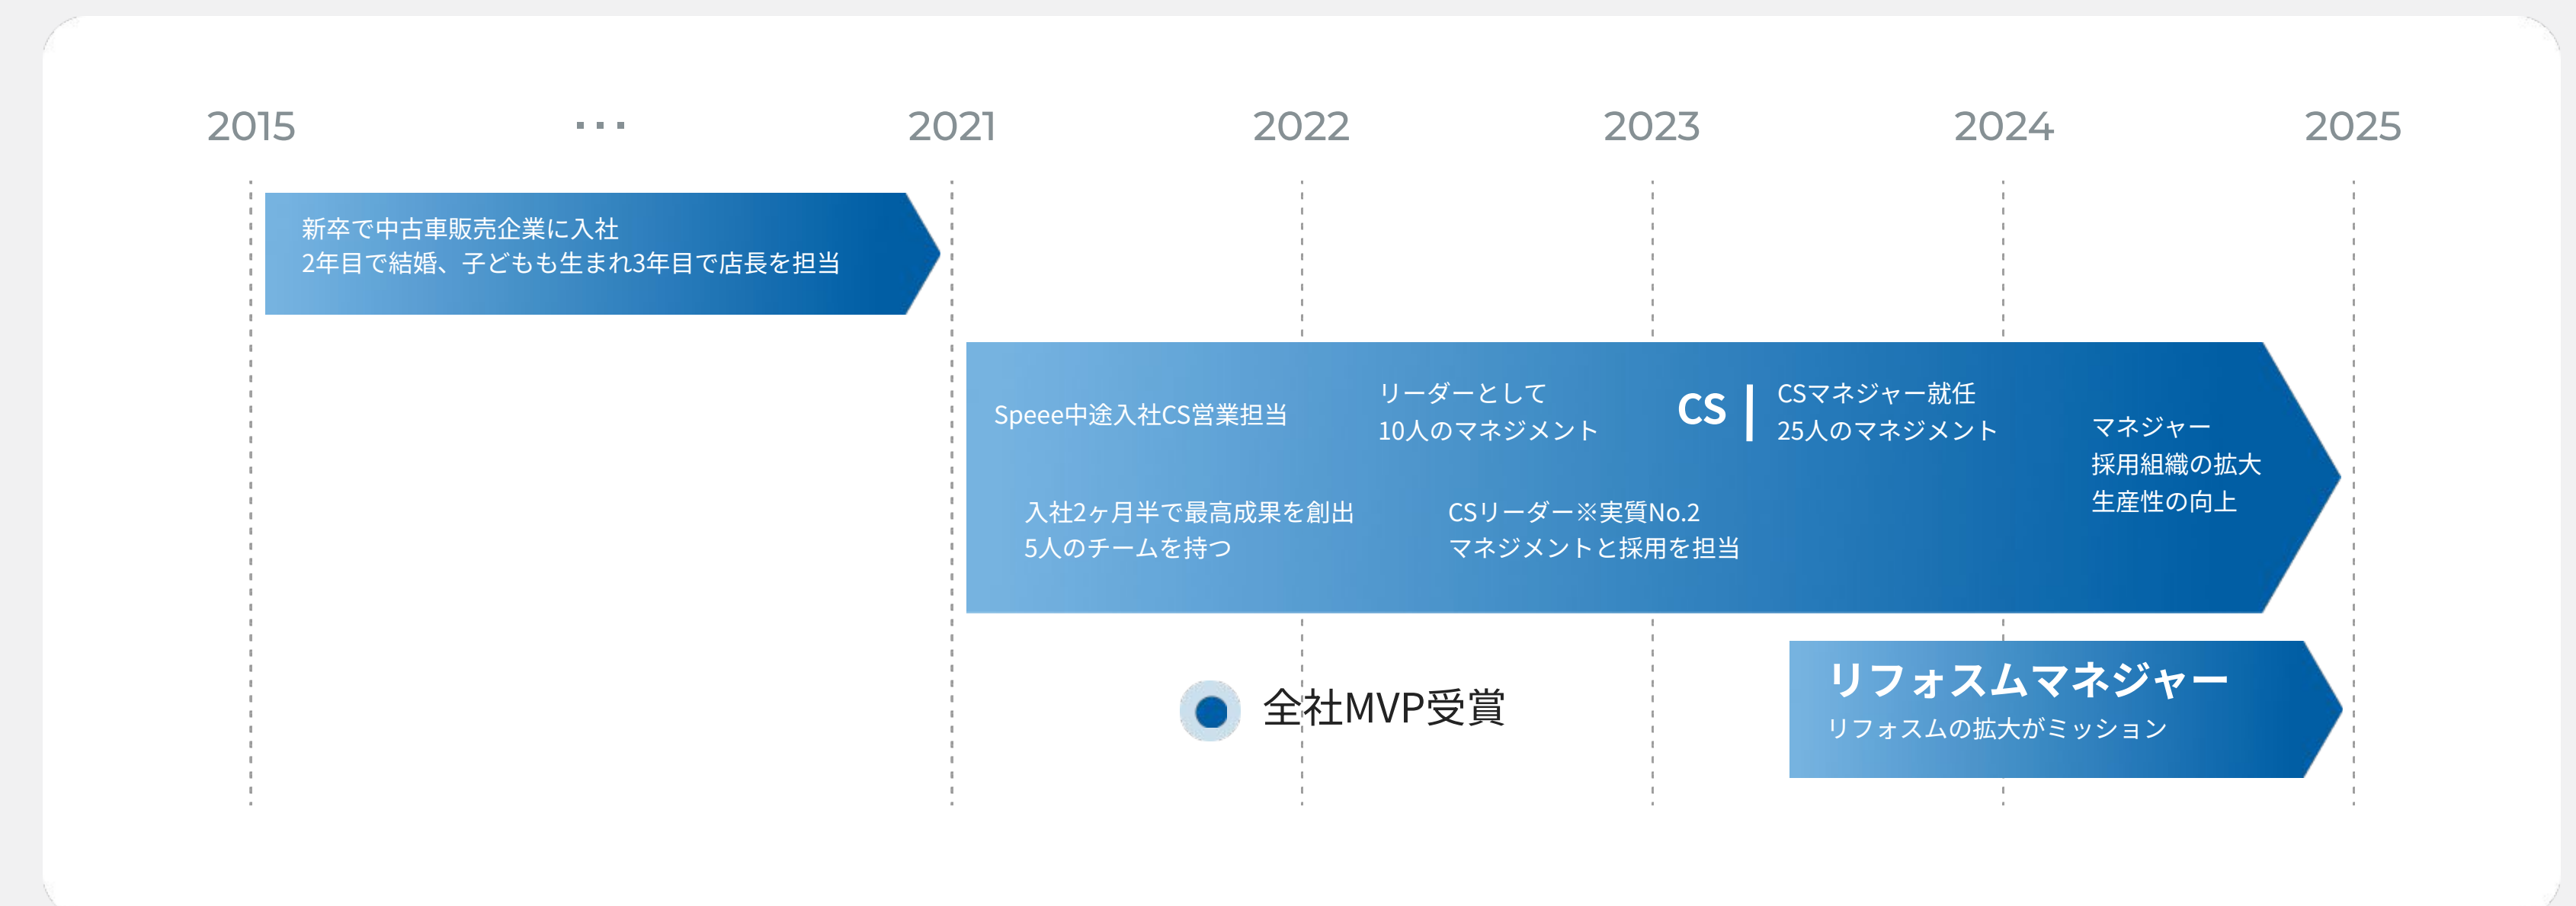 2015 ... 2021 2022 2023 2024 2025
新卒で中古車販売企業に入社
2年目で結婚、子どもも生まれ3年目で店長を担当
Speee中途入社CS営業担当
入社2ヶ月半で最高成果を創出
5人のチームを持つ
リーダーとして
10人のマネジメント
CSリーダー※実質No.2
マネジメントと採用を担当
CS
CSマネジャー就任
25人のマネジメント
マネジャー
採用組織の拡大
生産性の向上
全社MVP受賞
リフォスムマネジャー
リフォスムの拡大がミッション